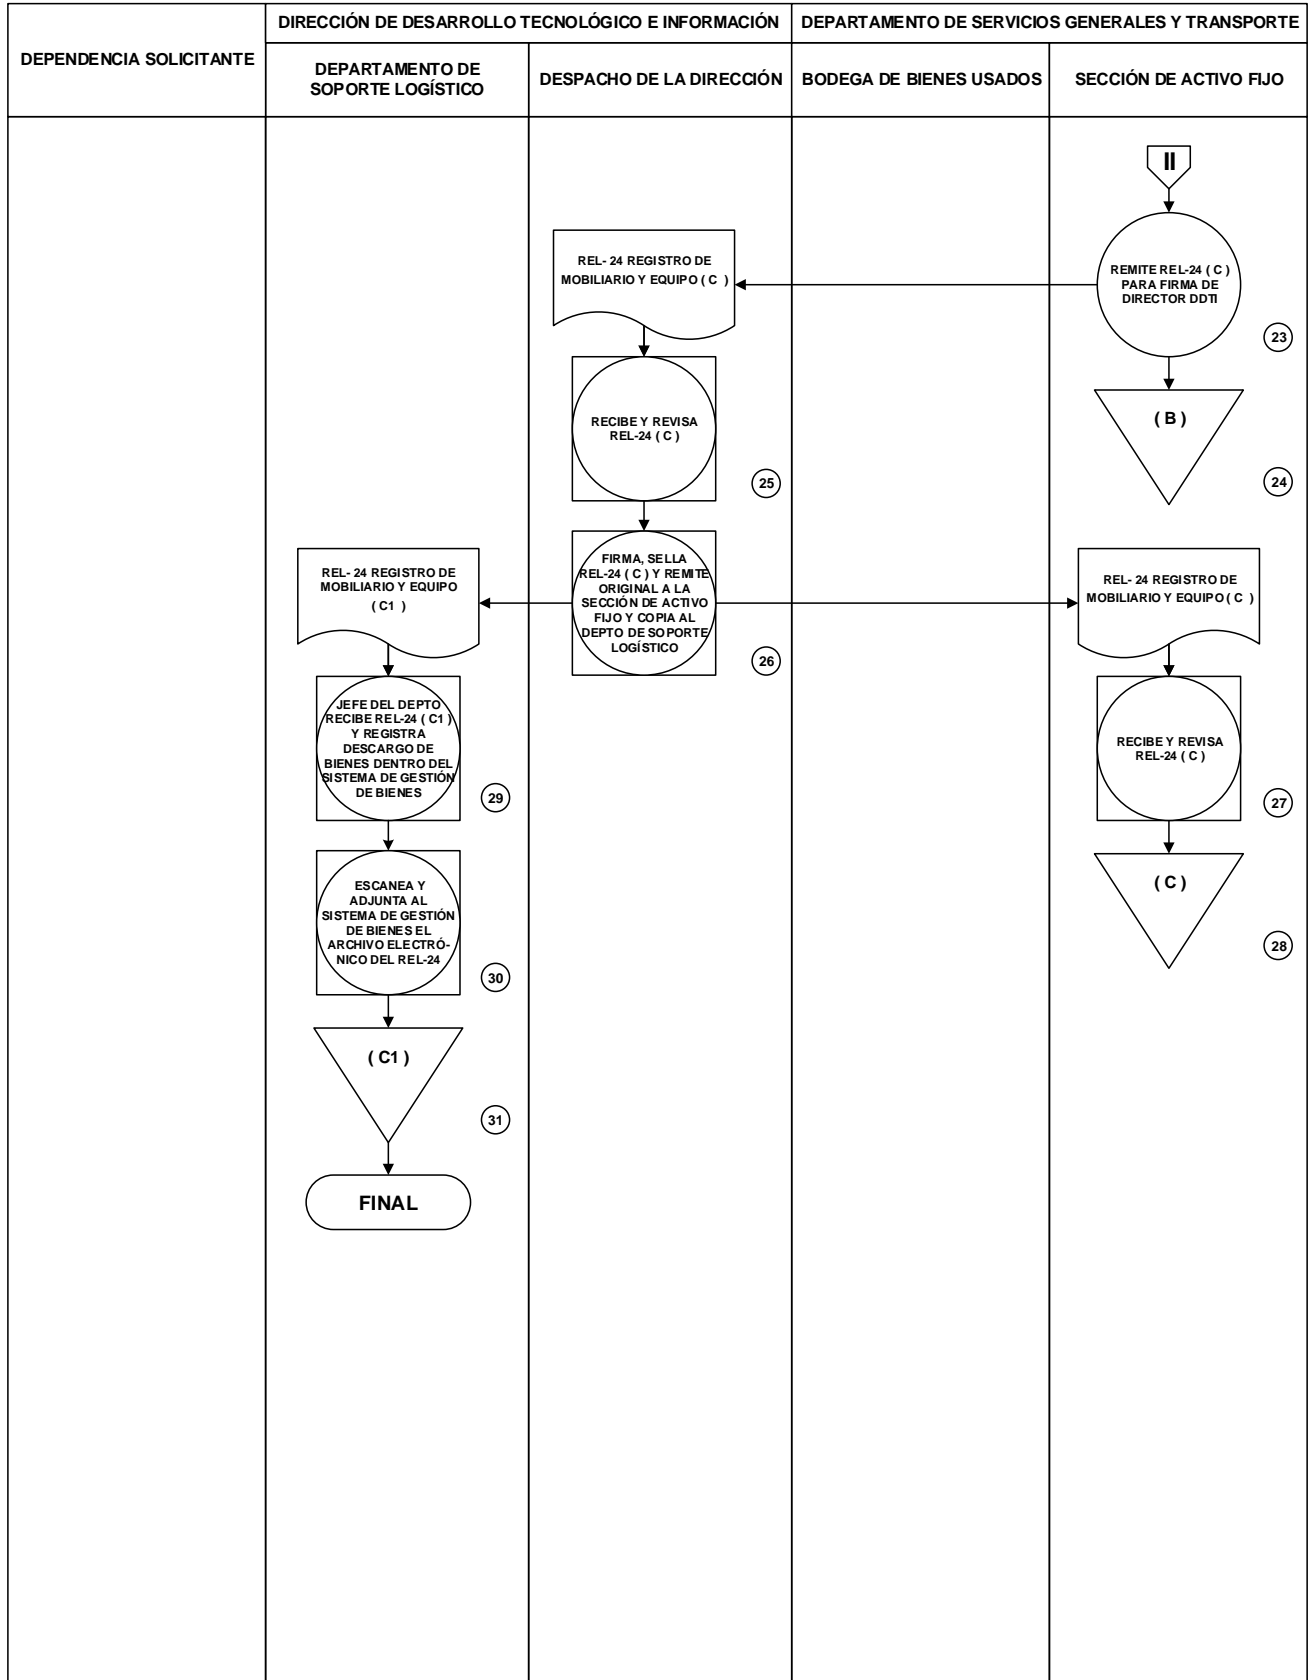 DIRECCIÓN DE DESARROLLO TECNOLÓGICO E INFORMACIÓN
DEPARTAMENTO DE SERVICIOS GENERALES Y TRANSPORTE
DEPENDENCIA SOLICITANTE
DEPARTAMENTO DE
SOPORTE LOGÍSTICO
DESPACHO DE LA DIRECCIÓN
BODEGA DE BIENES USADOS
SECCIÓN DE ACTIVO FIJO
II
REMITE REL-24 ( C )
PARA FIRMA DE
DIRECTOR DDTI
23
( B )
24
REL- 24 REGISTRO DE
MOBILIARIO Y EQUIPO ( C )
RECIBE Y REVISA
REL-24 ( C )
25
FIRMA, SELLA
REL-24 ( C ) Y REMITE
ORIGINAL A LA
SECCIÓN DE ACTIVO
FIJO Y COPIA AL
DEPTO DE SOPORTE
LOGÍSTICO
26
REL- 24 REGISTRO DE
MOBILIARIO Y EQUIPO ( C )
RECIBE Y REVISA
REL-24 ( C )
27
( C )
28
REL- 24 REGISTRO DE
MOBILIARIO Y EQUIPO
( C1 )
JEFE DEL DEPTO
RECIBE REL-24 ( C1 )
Y REGISTRA
DESCARGO DE
BIENES DENTRO DEL
SISTEMA DE GESTIÓN
DE BIENES
29
ESCANEA Y
ADJUNTA AL
SISTEMA DE GESTIÓN
DE BIENES EL
ARCHIVO ELECTRÓ-
NICO DEL REL-24
30
( C1 )
31
FINAL